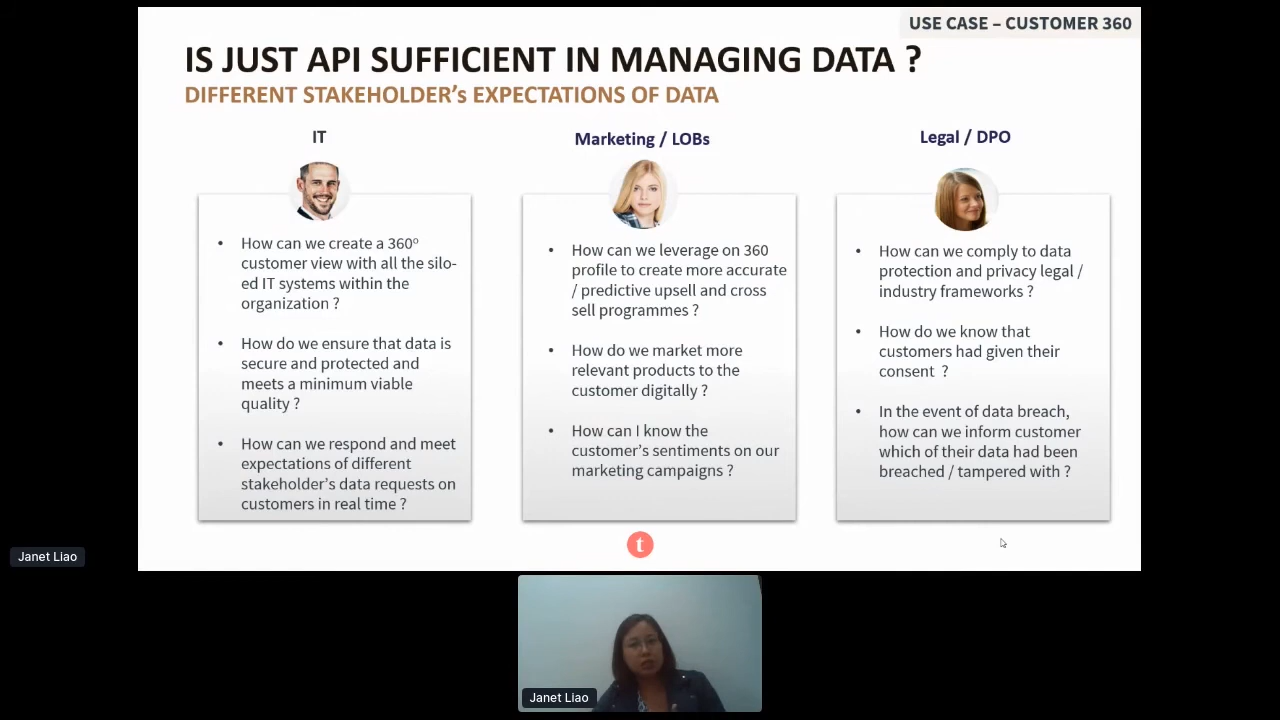 USE CASE – CUSTOMER 360
IS JUST API SUFFICIENT IN MANAGING DATA ?
DIFFERENT STAKEHOLDER's EXPECTATIONS OF DATA
IT
• How can we create a 360º
customer view with all the silo-
ed IT systems within the
organization ?
• How do we ensure that data is
secure and protected and
meets a minimum viable
quality ?
• How can we respond and meet
expectations of different
stakeholder's data requests on
customers in real time ?
Marketing / LOBs
• How can we leverage on 360
profile to create more accurate
/ predictive upsell and cross
sell programmes ?
• How do we market more
relevant products to the
customer digitally ?
• How can I know the
customer's sentiments on our
marketing campaigns ?
Legal / DPO
• How can we comply to data
protection and privacy legal /
industry frameworks ?
• How do we know that
customers had given their
consent ?
• In the event of data breach,
how can we inform customer
which of their data had been
breached / tampered with ?
t
Janet Liao
Janet Liao